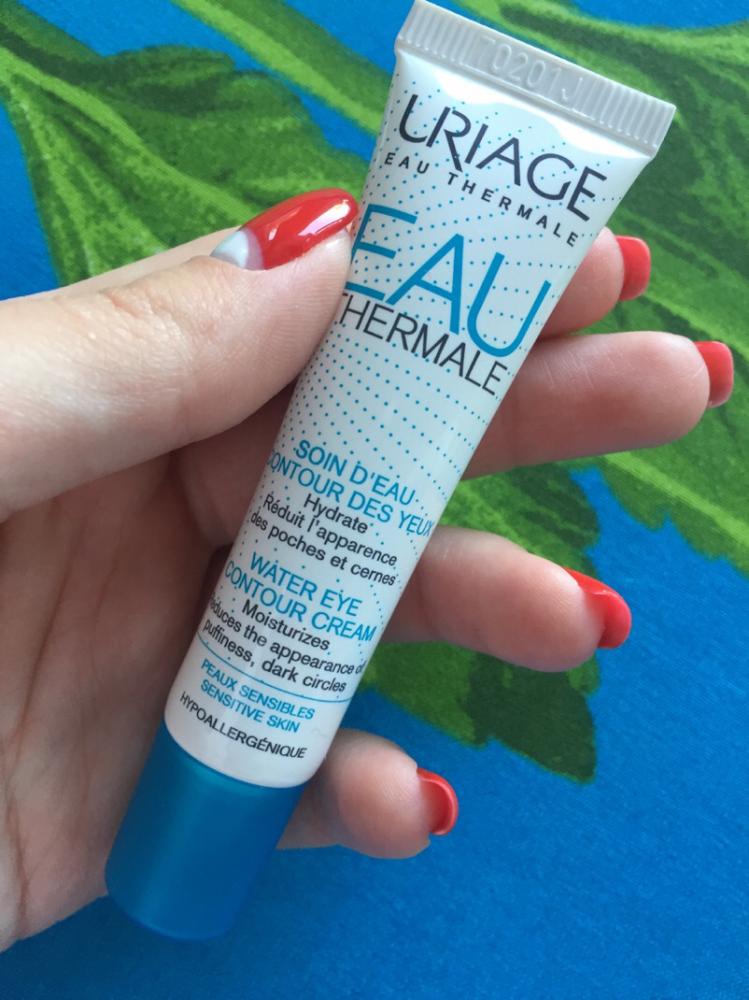 70201J
URIAGE
EAU THERMALE
EAU
THERMALE
SOIN D'EAU
CONTOUR DES YEUX
Hydrate
Réduit l'apparence
des poches et cernes
WATER EYE
CONTOUR CREAM
Moisturizes
Reduces the appearance of
puffiness, dark circles
PEAUX SENSIBLES
SENSITIVE SKIN
HYPOALLERGÉNIQUE